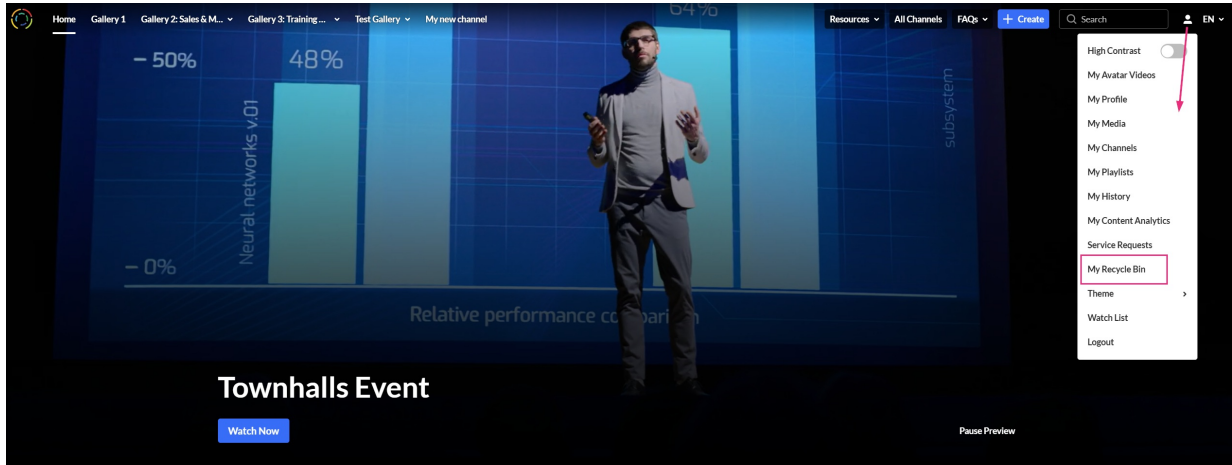 Home Gallery 1 Gallery 2: Sales & M... Gallery 3: Training ... Test Gallery My new channel Resources All Channels FAQs + Create Search EN
64%
– 50%
48%
Neural networks v.01
subsystem
– 0%
High Contrast
My Avatar Videos
My Profile
My Media
My Channels
My Playlists
My History
My Content Analytics
Service Requests
My Recycle Bin
Theme
Watch List
Logout
Relative performance
Townhalls Event
Watch Now
Pause Preview